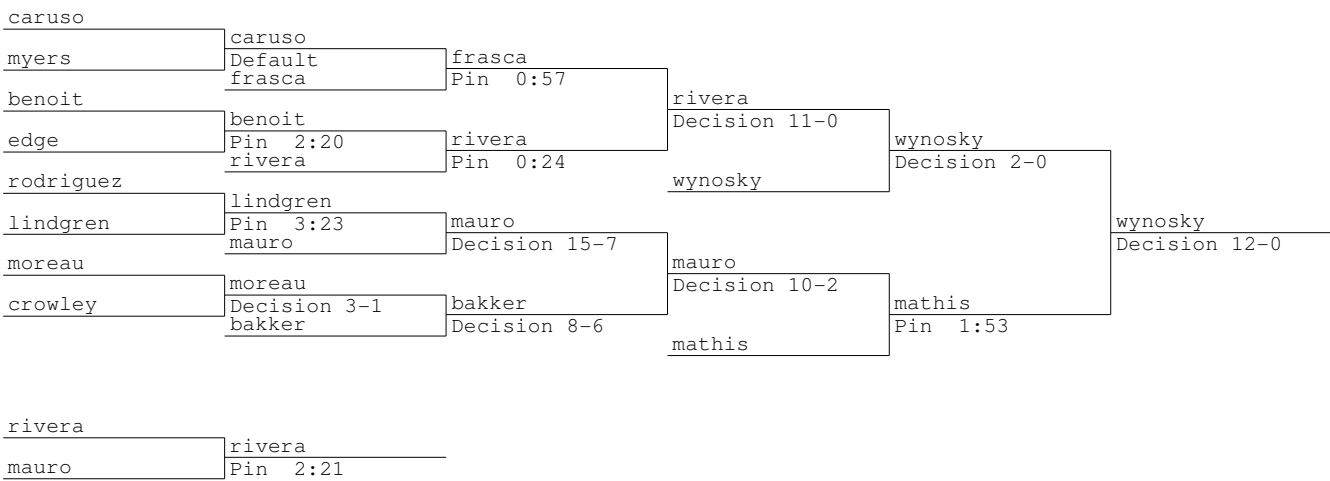 caruso
caruso
myers
Default
frasca
frasca
Pin 0:57
benoit
rivera
benoit
Decision 11-0
edge
Pin 2:20
rivera
wynosky
rivera
Pin 0:24
Decision 2-0
rodriguez
wynosky
lindgren
lindgren
Pin 3:23
mauro
wynosky
mauro
Decision 15-7
Decision 12-0
moreau
mauro
moreau
Decision 10-2
crowley
Decision 3-1
bakker
mathis
bakker
Decision 8-6
Pin 1:53
mathis
rivera
rivera
mauro
Pin 2:21